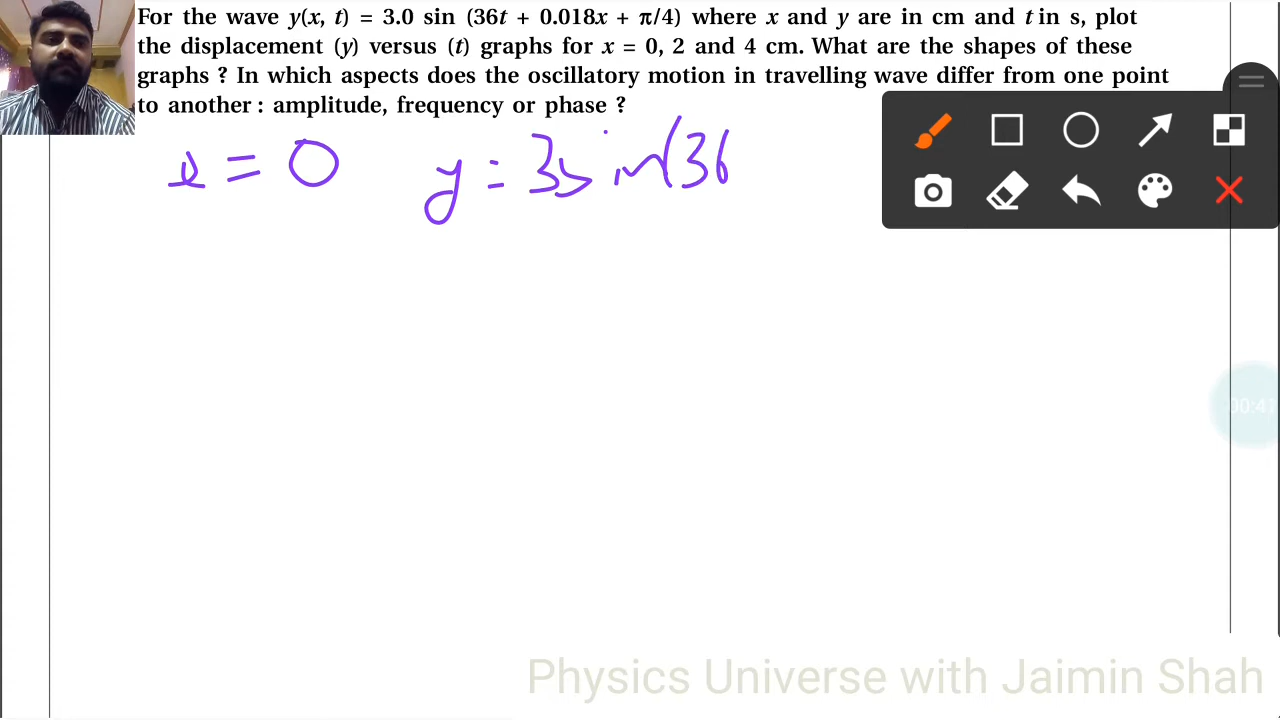 For the wave y(x, t) = 3.0 sin (36t + 0.018x + π/4) where x and y are in cm and t in s, plot
the displacement (y) versus (t) graphs for x = 0, 2 and 4 cm. What are the shapes of these
graphs ? In which aspects does the oscillatory motion in travelling wave differ from one point
to another : amplitude, frequency or phase ?
x = 0 y = 3 sin(36
00:41
Physics Universe with Jaimin Shah